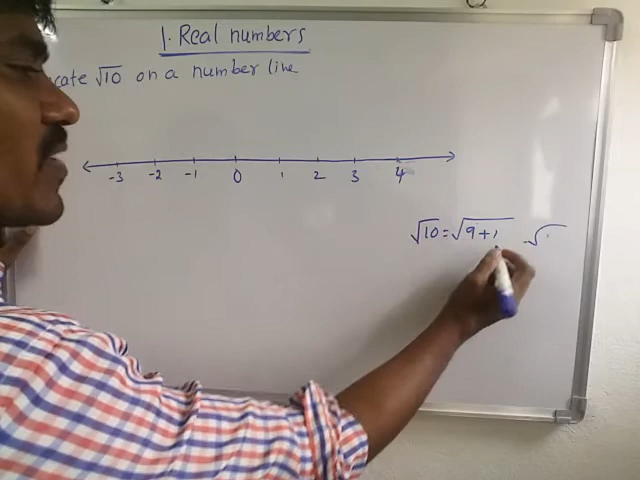 1. Real numbers
cate √10 on a number line
-3 -2 -1 0 1 2 3 4
√10 = √9+1 √